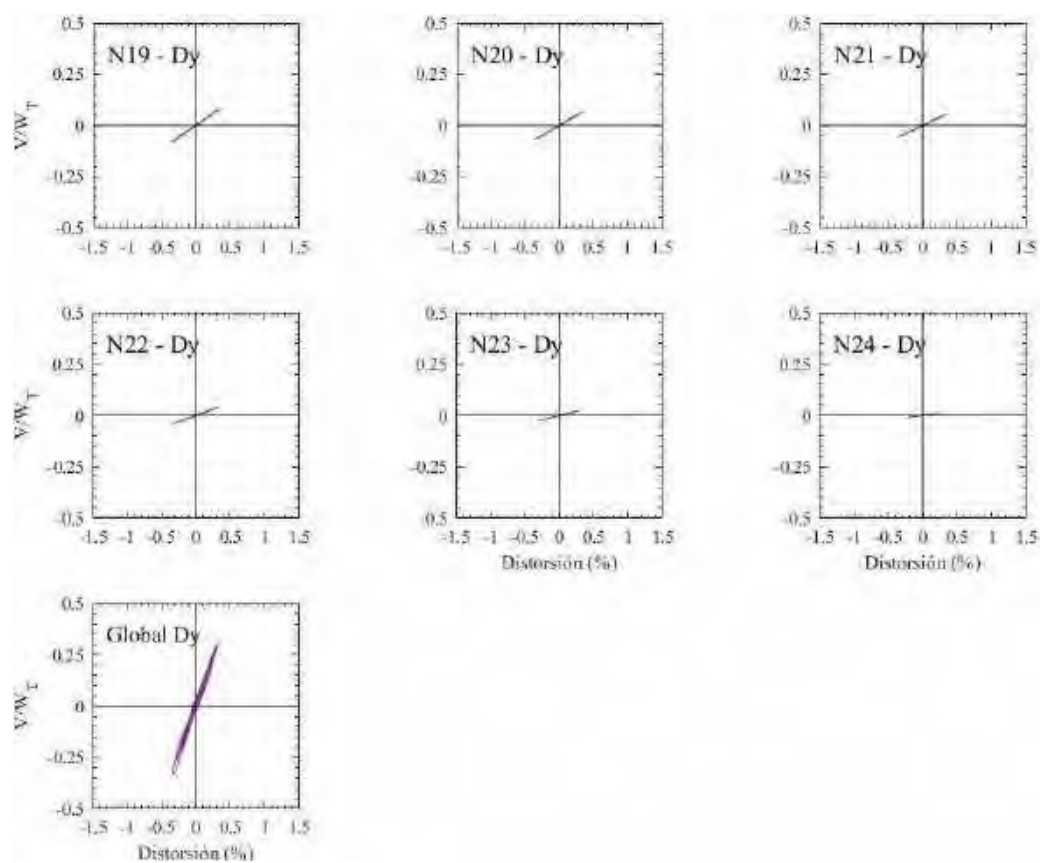 0.5 0.5 0.5
N19 - Dy N20 - Dy N21 - Dy
0.25 0.25 0.25
V/W_T 0 0 0
-0.25 -0.25 -0.25
-0.5 -0.5 -0.5
-1.5 -1 -0.5 0 0.5 1 1.5 -1.5 -1 -0.5 0 0.5 1 1.5 -1.5 -1 -0.5 0 0.5 1 1.5
0.5 0.5 0.5
N22 - Dy N23 - Dy N24 - Dy
0.25 0.25 0.25
V/W_T 0 0 0
-0.25 -0.25 -0.25
-0.5 -0.5 -0.5
-1.5 -1 -0.5 0 0.5 1 1.5 -1.5 -1 -0.5 0 0.5 1 1.5 -1.5 -1 -0.5 0 0.5 1 1.5
Distorsión (%) Distorsión (%)
0.5
Global Dy
0.25
V/W_T 0
-0.25
-0.5
-1.5 -1 -0.5 0 0.5 1 1.5
Distorsión (%)